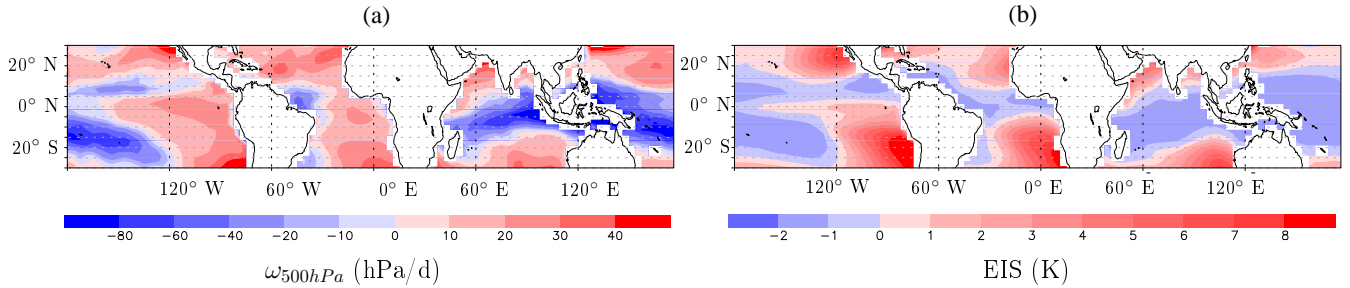 (a) (b)
20° N 20° N
0° N 0° N
20° S 20° S
120° W 60° W 0° E 60° E 120° E 120° W 60° W 0° E 60° E 120° E
−80 −60 −40 −20 −10 0 10 20 30 40 −2 −1 0 1 2 3 4 5 6 7 8
ω500hPa (hPa/d) EIS (K)